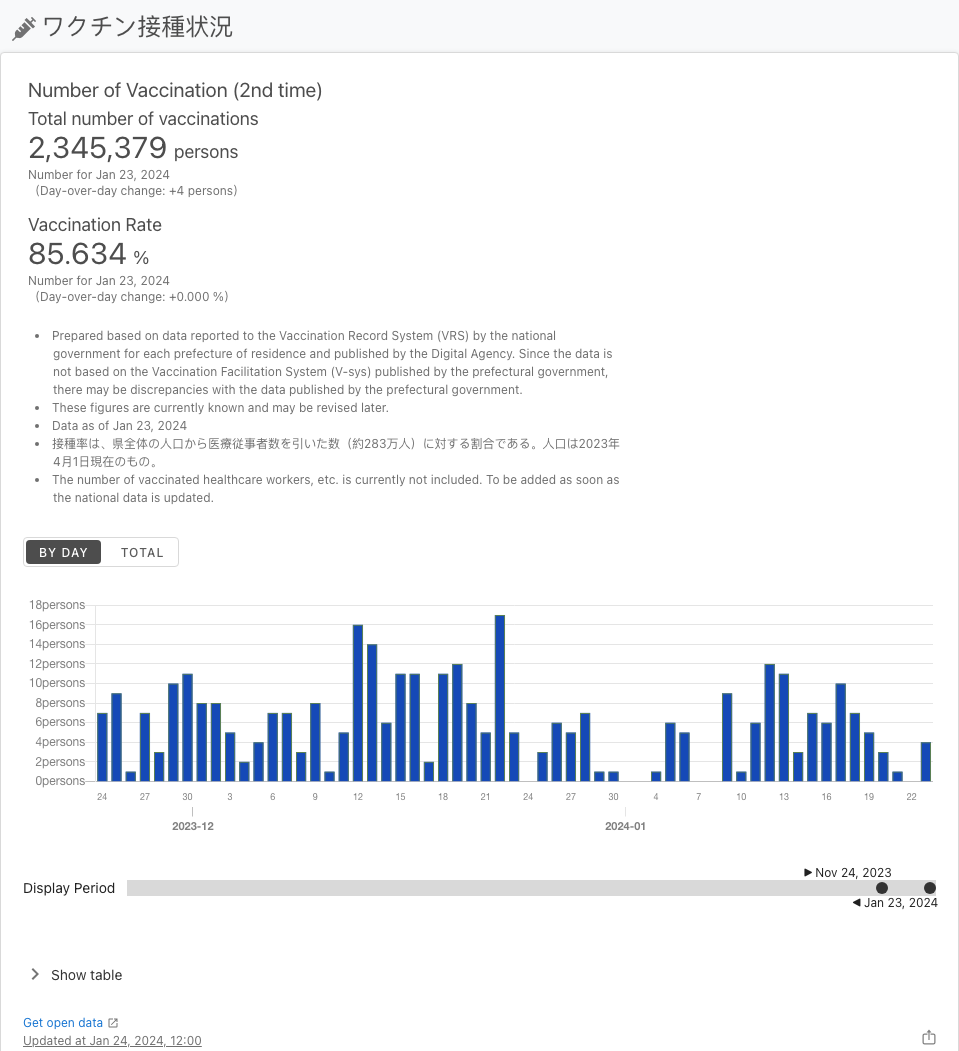 ワクチン接種状況
Number of Vaccination (2nd time)
Total number of vaccinations
2,345,379 persons
Number for Jan 23, 2024
(Day-over-day change: +4 persons)
Vaccination Rate
85.634 %
Number for Jan 23, 2024
(Day-over-day change: +0.000 %)
• Prepared based on data reported to the Vaccination Record System (VRS) by the national
government for each prefecture of residence and published by the Digital Agency. Since the data is
not based on the Vaccination Facilitation System (V-sys) published by the prefectural government,
there may be discrepancies with the data published by the prefectural government.
• These figures are currently known and may be revised later.
• Data as of Jan 23, 2024
• 接種率は、県全体の人口から医療従事者数を引いた数（約283万人）に対する割合である。人口は2023年
4月1日現在のもの。
• The number of vaccinated healthcare workers, etc. is currently not included. To be added as soon as
the national data is updated.
BY DAY TOTAL
18persons
16persons
14persons
12persons
10persons
8persons
6persons
4persons
2persons
0persons
24 27 30 3 6 9 12 15 18 21 24 27 30 4 7 10 13 16 19 22
2023-12 2024-01
Nov 24, 2023
Display Period
Jan 23, 2024
Show table
Get open data
Updated at Jan 24, 2024, 12:00